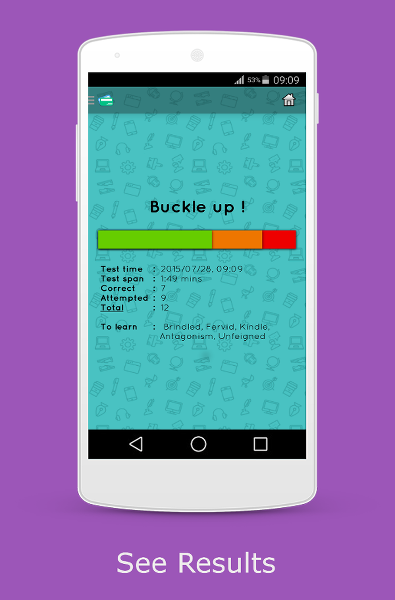 53% 09:09
Buckle up !
Test time : 2015/07/28, 09:09
Test span : 1:49 mins
Correct : 7
Attempted : 9
Total : 12
To learn : Brindled, Fervid, Kindle,
Antagonism, Unfeigned
See Results